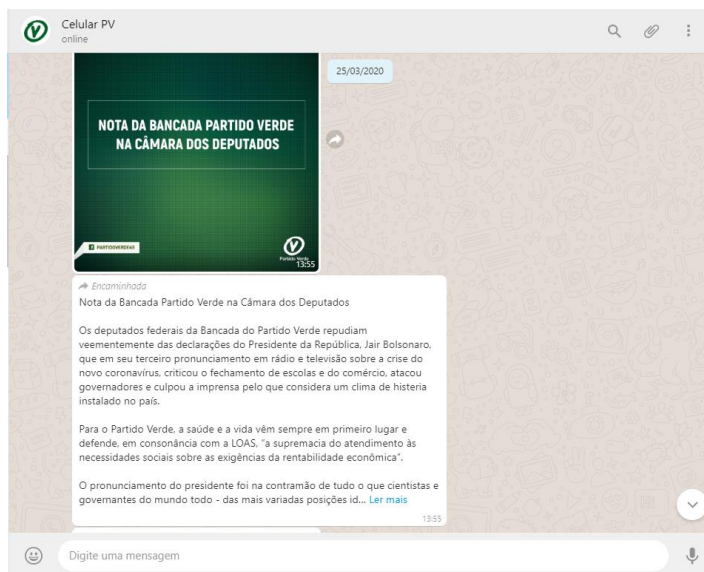 Celular PV
online
25/03/2020
NOTA DA BANCADA PARTIDO VERDE
NA CÂMARA DOS DEPUTADOS
PARTIDOVERDE43
Partido Verde
13:55
Encaminhada
Nota da Bancada Partido Verde na Câmara dos Deputados
Os deputados federais da Bancada do Partido Verde repudiam
veementemente das declarações do Presidente da República, Jair Bolsonaro,
que em seu terceiro pronunciamento em rádio e televisão sobre a crise do
novo coronavírus, criticou o fechamento de escolas e do comércio, atacou
governadores e culpou a imprensa pelo que considera um clima de histeria
instalado no país.
Para o Partido Verde, a saúde e a vida vêm sempre em primeiro lugar e
defende, em consonância com a LOAS, "a supremacia do atendimento às
necessidades sociais sobre as exigências da rentabilidade econômica".
O pronunciamento do presidente foi na contramão de tudo o que cientistas e
governantes do mundo todo - das mais variadas posições id... Ler mais
13:55
Digite uma mensagem